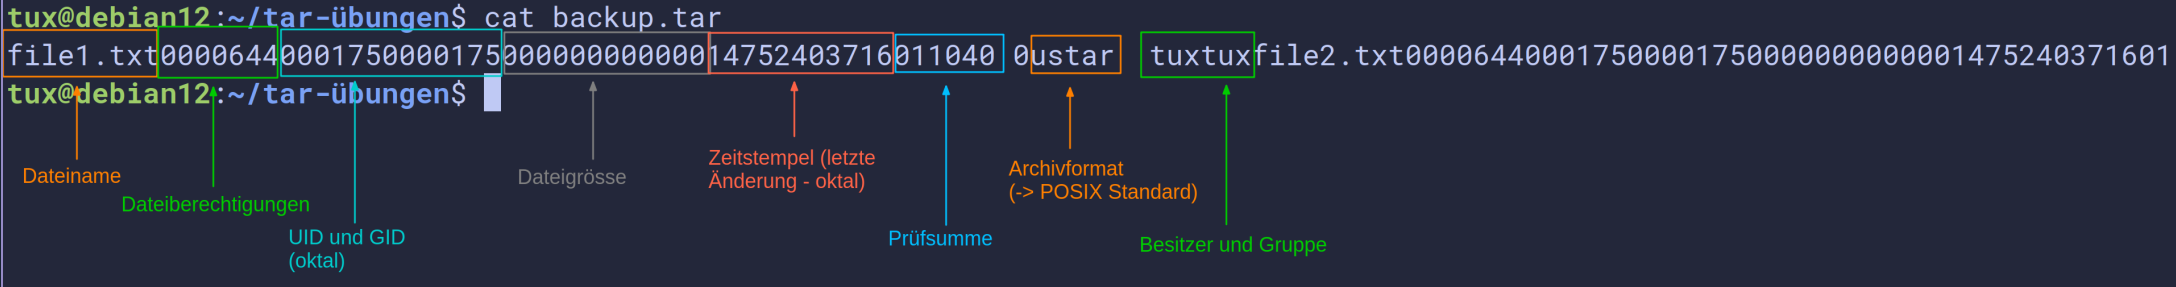 tux@debian12:~/tar-übungen$ cat backup.tar
file1.txt0000644000175000017500000000000014752403716011040 0ustar  tuxtuxfile2.txt000064400017500001750000000000001475240371601
tux@debian12:~/tar-übungen$
Dateiname
Dateiberechtigungen
UID und GID
(oktal)
Dateigrösse
Zeitstempel (letzte
Änderung - oktal)
Prüfsumme
Archivformat
(-> POSIX Standard)
Besitzer und Gruppe